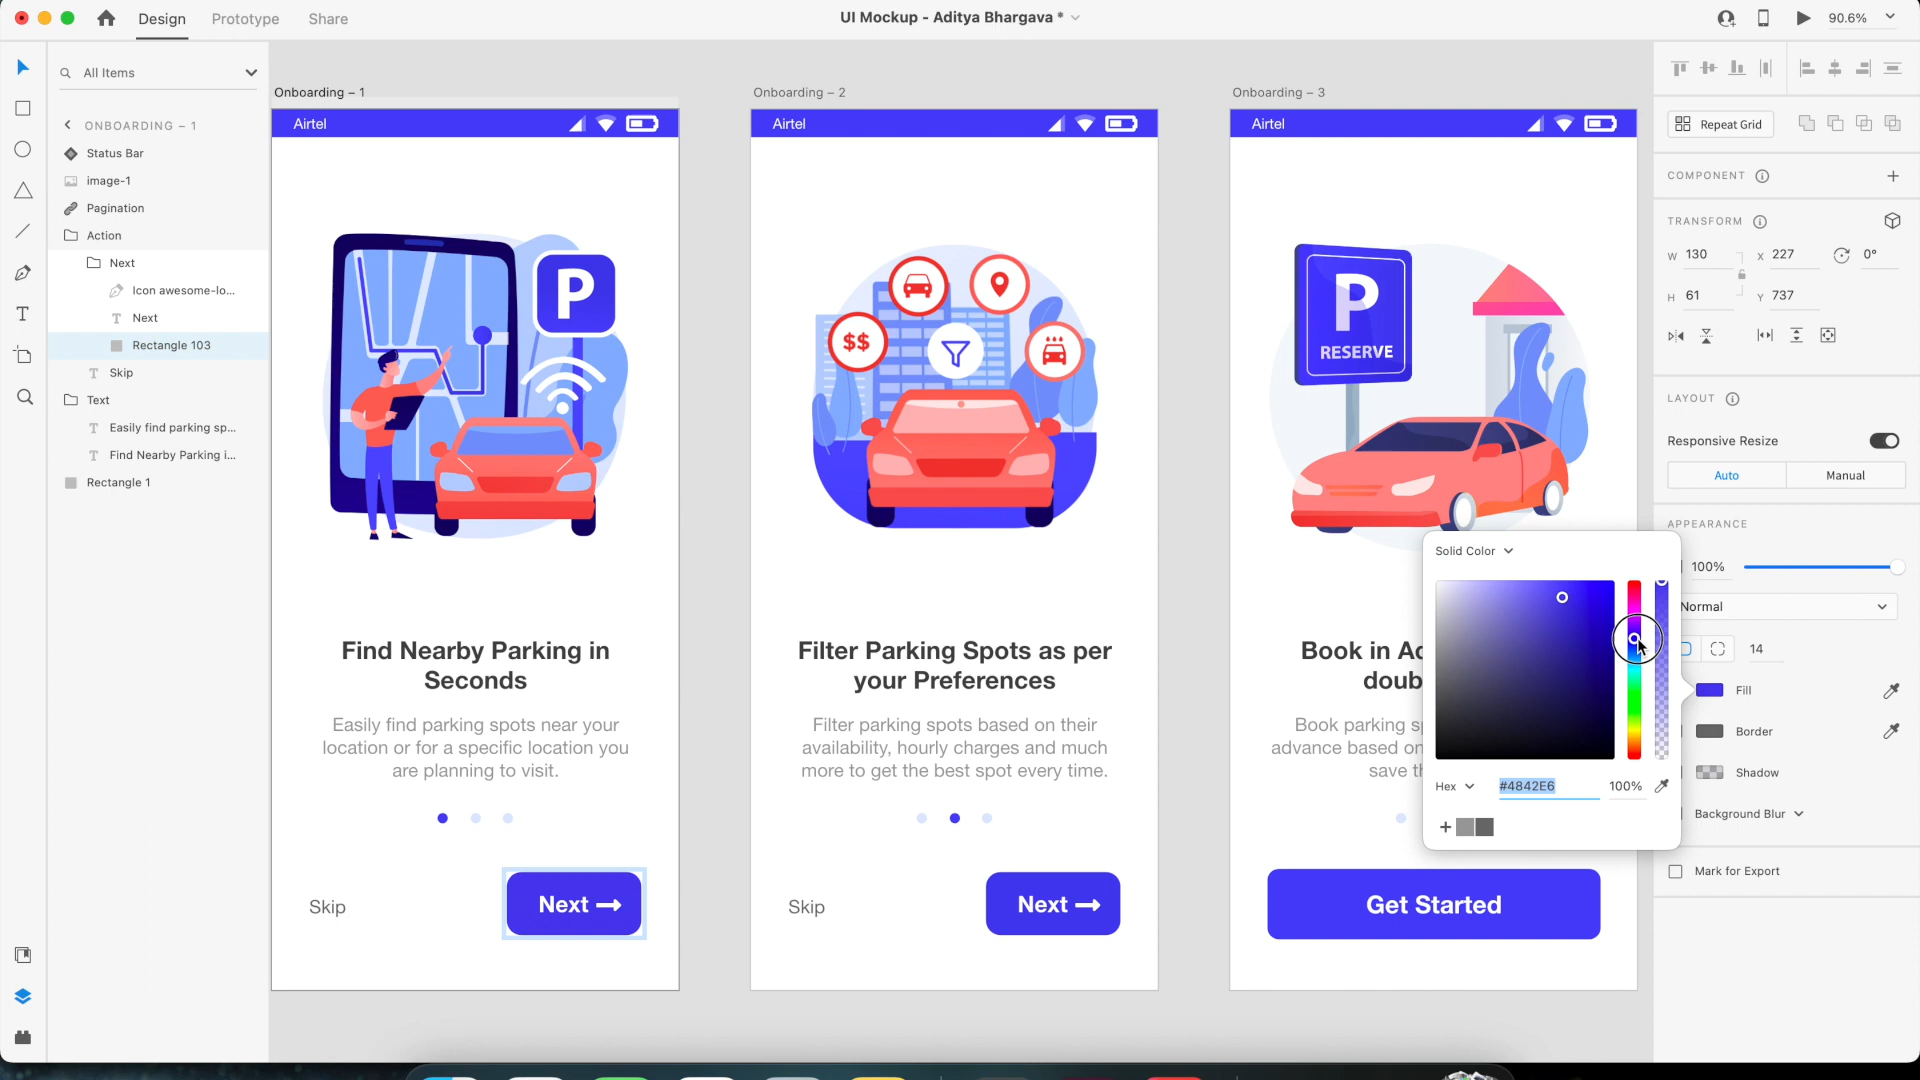 Design
Prototype
Share
UI Mockup - Aditya Bhargava *
90.6%
All Items
ONBOARDING – 1
Status Bar
image-1
Pagination
Action
Next
Icon awesome-lo...
Next
Rectangle 103
Skip
Text
Easily find parking sp...
Find Nearby Parking i...
Rectangle 1
Onboarding – 1
Airtel
P
Find Nearby Parking in
Seconds
Easily find parking spots near your
location or for a specific location you
are planning to visit.
Skip
Next
Onboarding – 2
Airtel
$$
Filter Parking Spots as per
your Preferences
Filter parking spots based on their
availability, hourly charges and much
more to get the best spot every time.
Skip
Next
Onboarding – 3
Airtel
P
RESERVE
Book in
doub
Book parking
advance based on
save
Get Started
Solid Color
Hex
#4842E6
100%
Repeat Grid
COMPONENT
TRANSFORM
W 130
X 227
0°
H 61
Y 737
LAYOUT
Responsive Resize
Auto
Manual
APPEARANCE
100%
Normal
14
Fill
Border
Shadow
Background Blur
Mark for Export